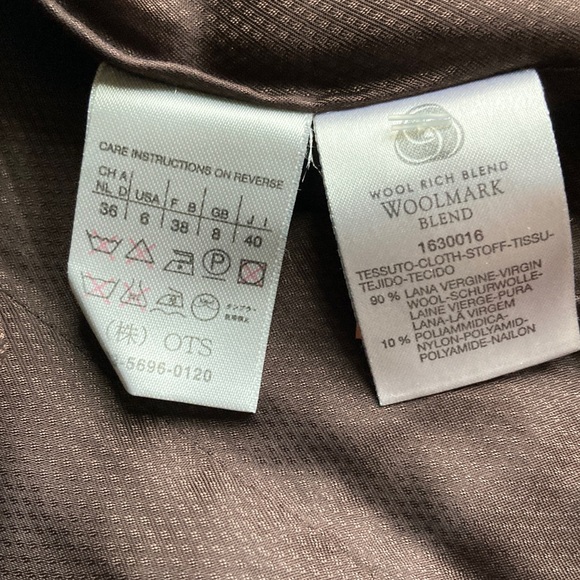 CARE INSTRUCTIONS ON REVERSE
CH A NL D USA F B GB J I
36 6 38 8 40
P
(株) OTS
-5696-0120
WOOL RICH BLEND
WOOLMARK
BLEND
1630016
TESSUTO-CLOTH-STOFF-TISSU-
TEJIDO-TECIDO
90 % LANA VERGINE-VIRGIN
WOOL-SCHURWOLLE-
LAINE VIERGE-PURA
LANA-LÃ VIRGEM
10 % POLIAMMIDICA-
NYLON-POLYAMID-
POLYAMIDE-NAILON